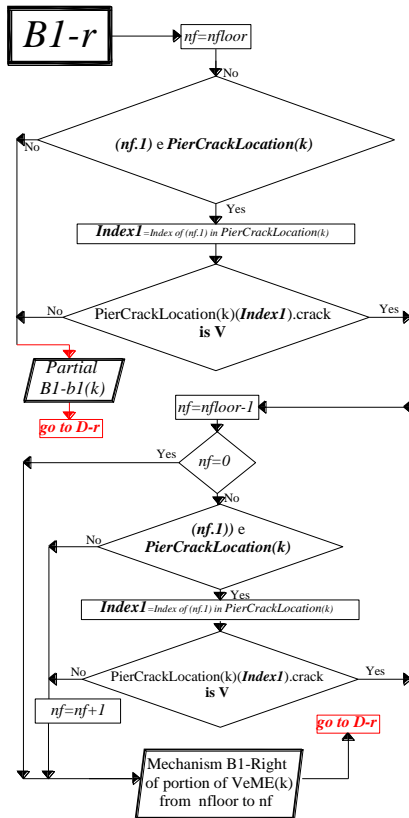 B1-r
nf=nfloor
No
(nf.1) e PierCrackLocation(k)
No
Yes
Index1=Index of (nf.1) in PierCrackLocation(k)
No
PierCrackLocation(k)(Index1).crack
is V
Yes
Partial
B1-b1(k)
go to D-r
nf=nfloor-1
Yes
nf=0
No
(nf.1)) e
PierCrackLocation(k)
No
Yes
Index1=Index of (nf.1) in PierCrackLocation(k)
No
PierCrackLocation(k)(Index1).crack
is V
Yes
nf=nf+1
go to D-r
Mechanism B1-Right
of portion of VeME(k)
from nfloor to nf